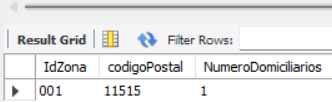 Result Grid Filter Rows:
IdZona codigoPostal NumeroDomiciliarios
001 11515 1